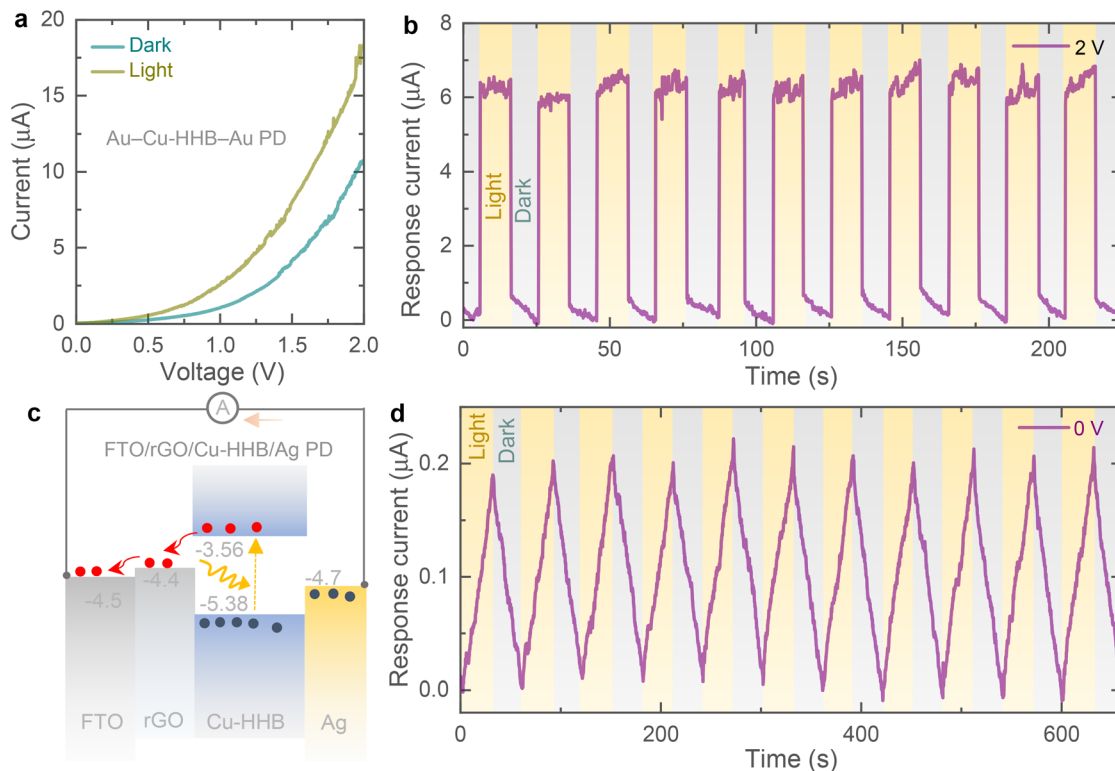 a
Dark
Light
Au–Cu-HHB–Au PD
Current (µA)
20
15
10
5
0
0.0 0.5 1.0 1.5 2.0
Voltage (V)
b
2 V
Light
Dark
Response current (µA)
8
6
4
2
0
0 50 100 150 200
Time (s)
c
A
FTO/rGO/Cu-HHB/Ag PD
-3.56
-4.4
-4.5
-4.7
-5.38
FTO rGO Cu-HHB Ag
d
Light
Dark
0 V
Response current (µA)
0.2
0.1
0.0
0 200 400 600
Time (s)